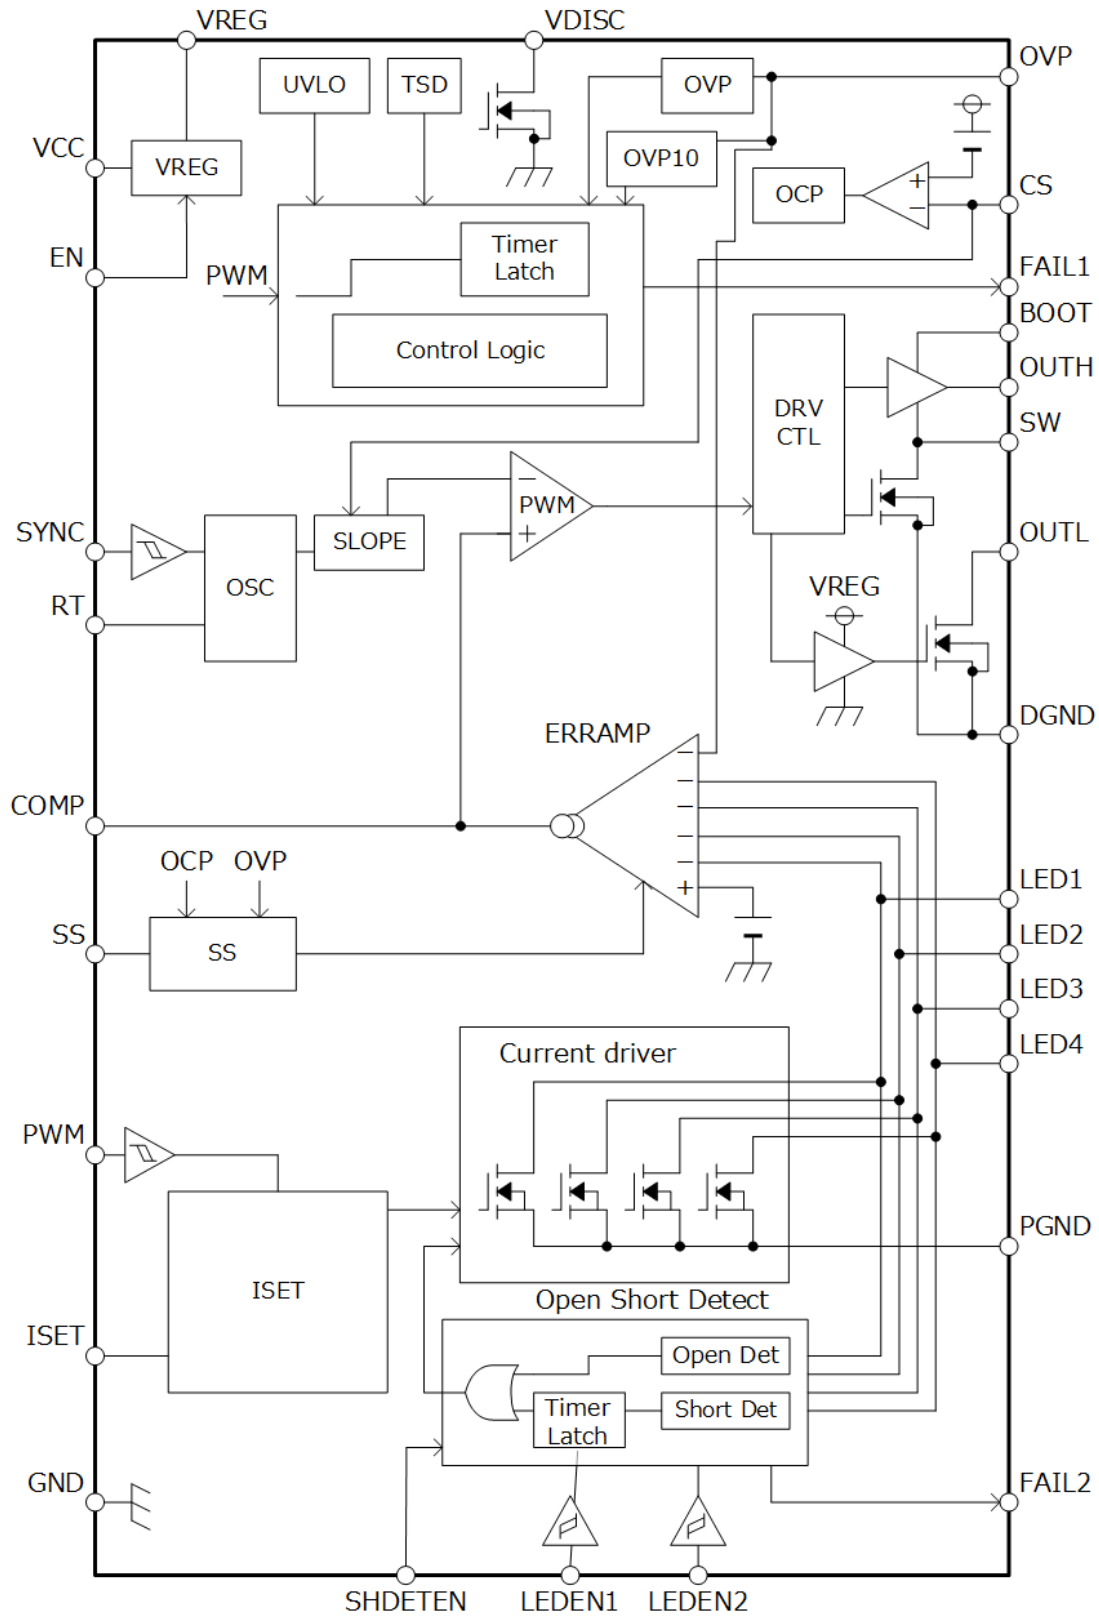 VREG
VDISC
OVP
UVLO
TSD
OVP
VCC
VREG
OVP10
OCP
+
−
CS
EN
PWM
Timer
Latch
FAIL1
BOOT
Control Logic
OUTH
DRV
CTL
SW
−
PWM
+
SYNC
SLOPE
OUTL
OSC
RT
VREG
DGND
ERRAMP
−
−
−
−
−
+
COMP
OCP
OVP
LED1
SS
SS
LED2
LED3
LED4
Current driver
PWM
PGND
ISET
Open Short Detect
ISET
Open Det
Timer
Latch
Short Det
GND
FAIL2
SHDETEN
LEDEN1
LEDEN2